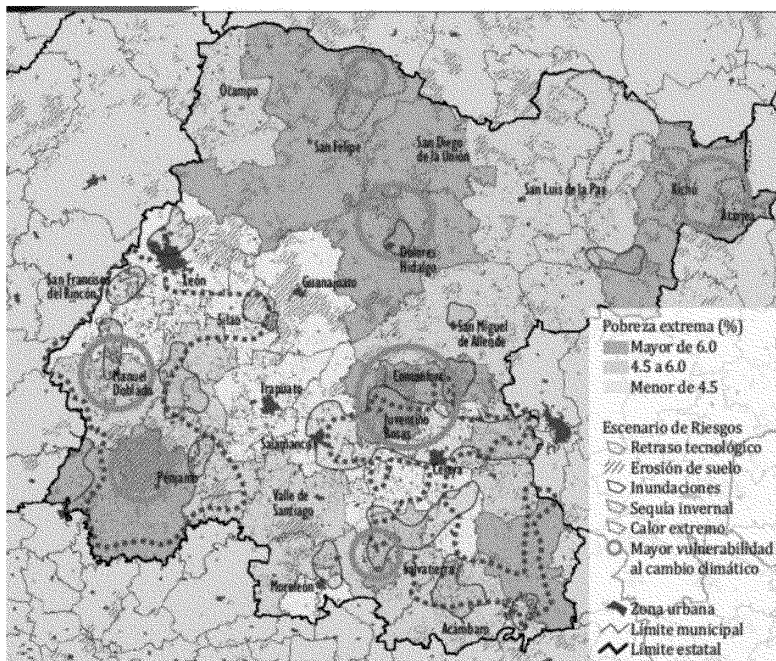 Ocampo
San Felipe
San Diego
de la Unión
San Luis de la Paz
Xichú
Atarjea
Dolores
Hidalgo
León
Guanajuato
San Francisco
del Rincón
Silao
San Miguel
de Allende
Manuel
Doblado
Comonfort
Irapuato
Juventino
Rosas
Salamanca
Celaya
Pénjamo
Valle de
Santiago
Salvatierra
Moroleón
Acámbaro
Pobreza extrema (%)
Mayor de 6.0
4.5 a 6.0
Menor de 4.5
Escenario de Riesgos
Retraso tecnológico
Erosión de suelo
Inundaciones
Sequía invernal
Calor extremo
Mayor vulnerabilidad
al cambio climático
Zona urbana
Límite municipal
Límite estatal